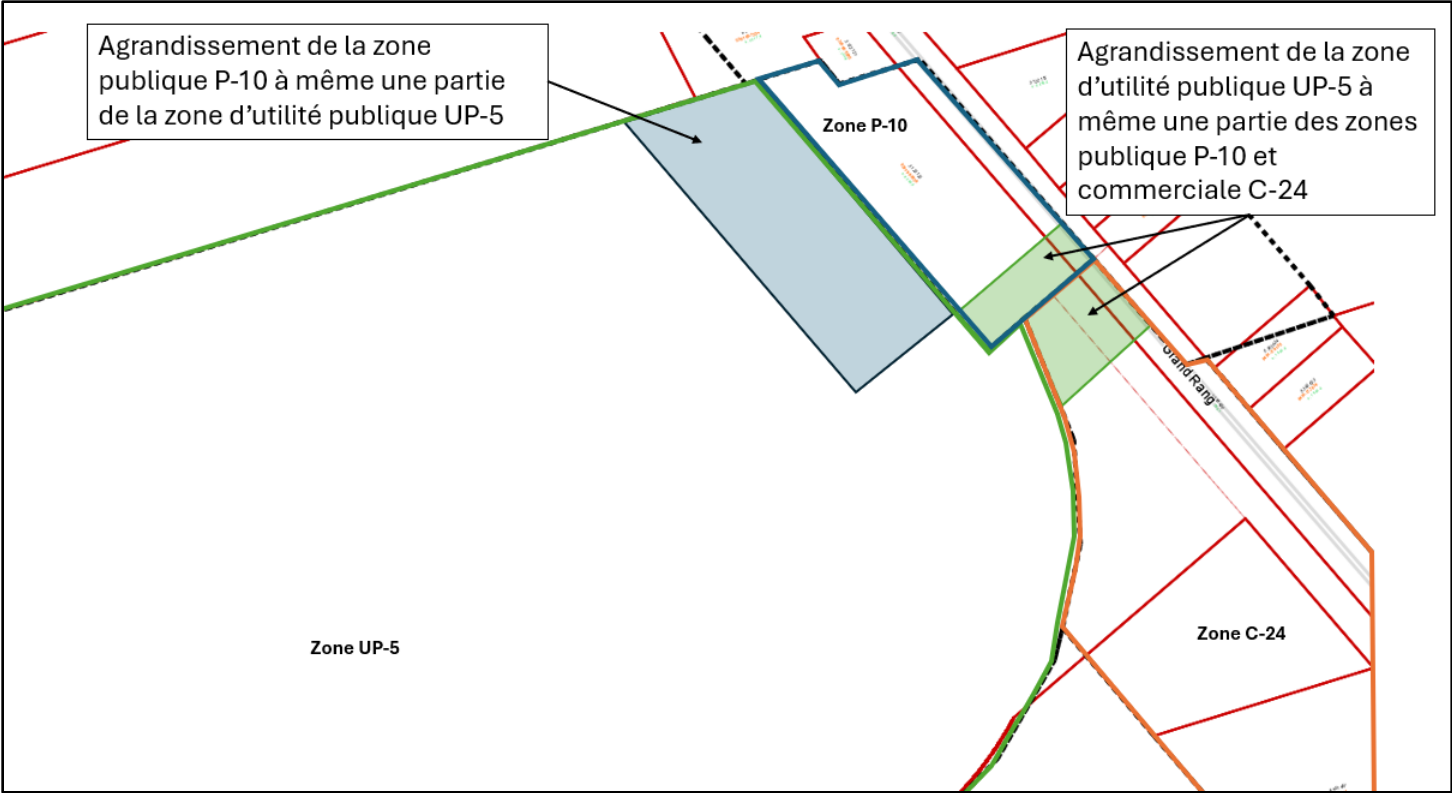 Agrandissement de la zone
publique P-10 à même une partie
de la zone d’utilité publique UP-5
Agrandissement de la zone
d’utilité publique UP-5 à
même une partie des zones
publique P-10 et
commerciale C-24
Zone P-10
Grand Rang
Zone UP-5
Zone C-24